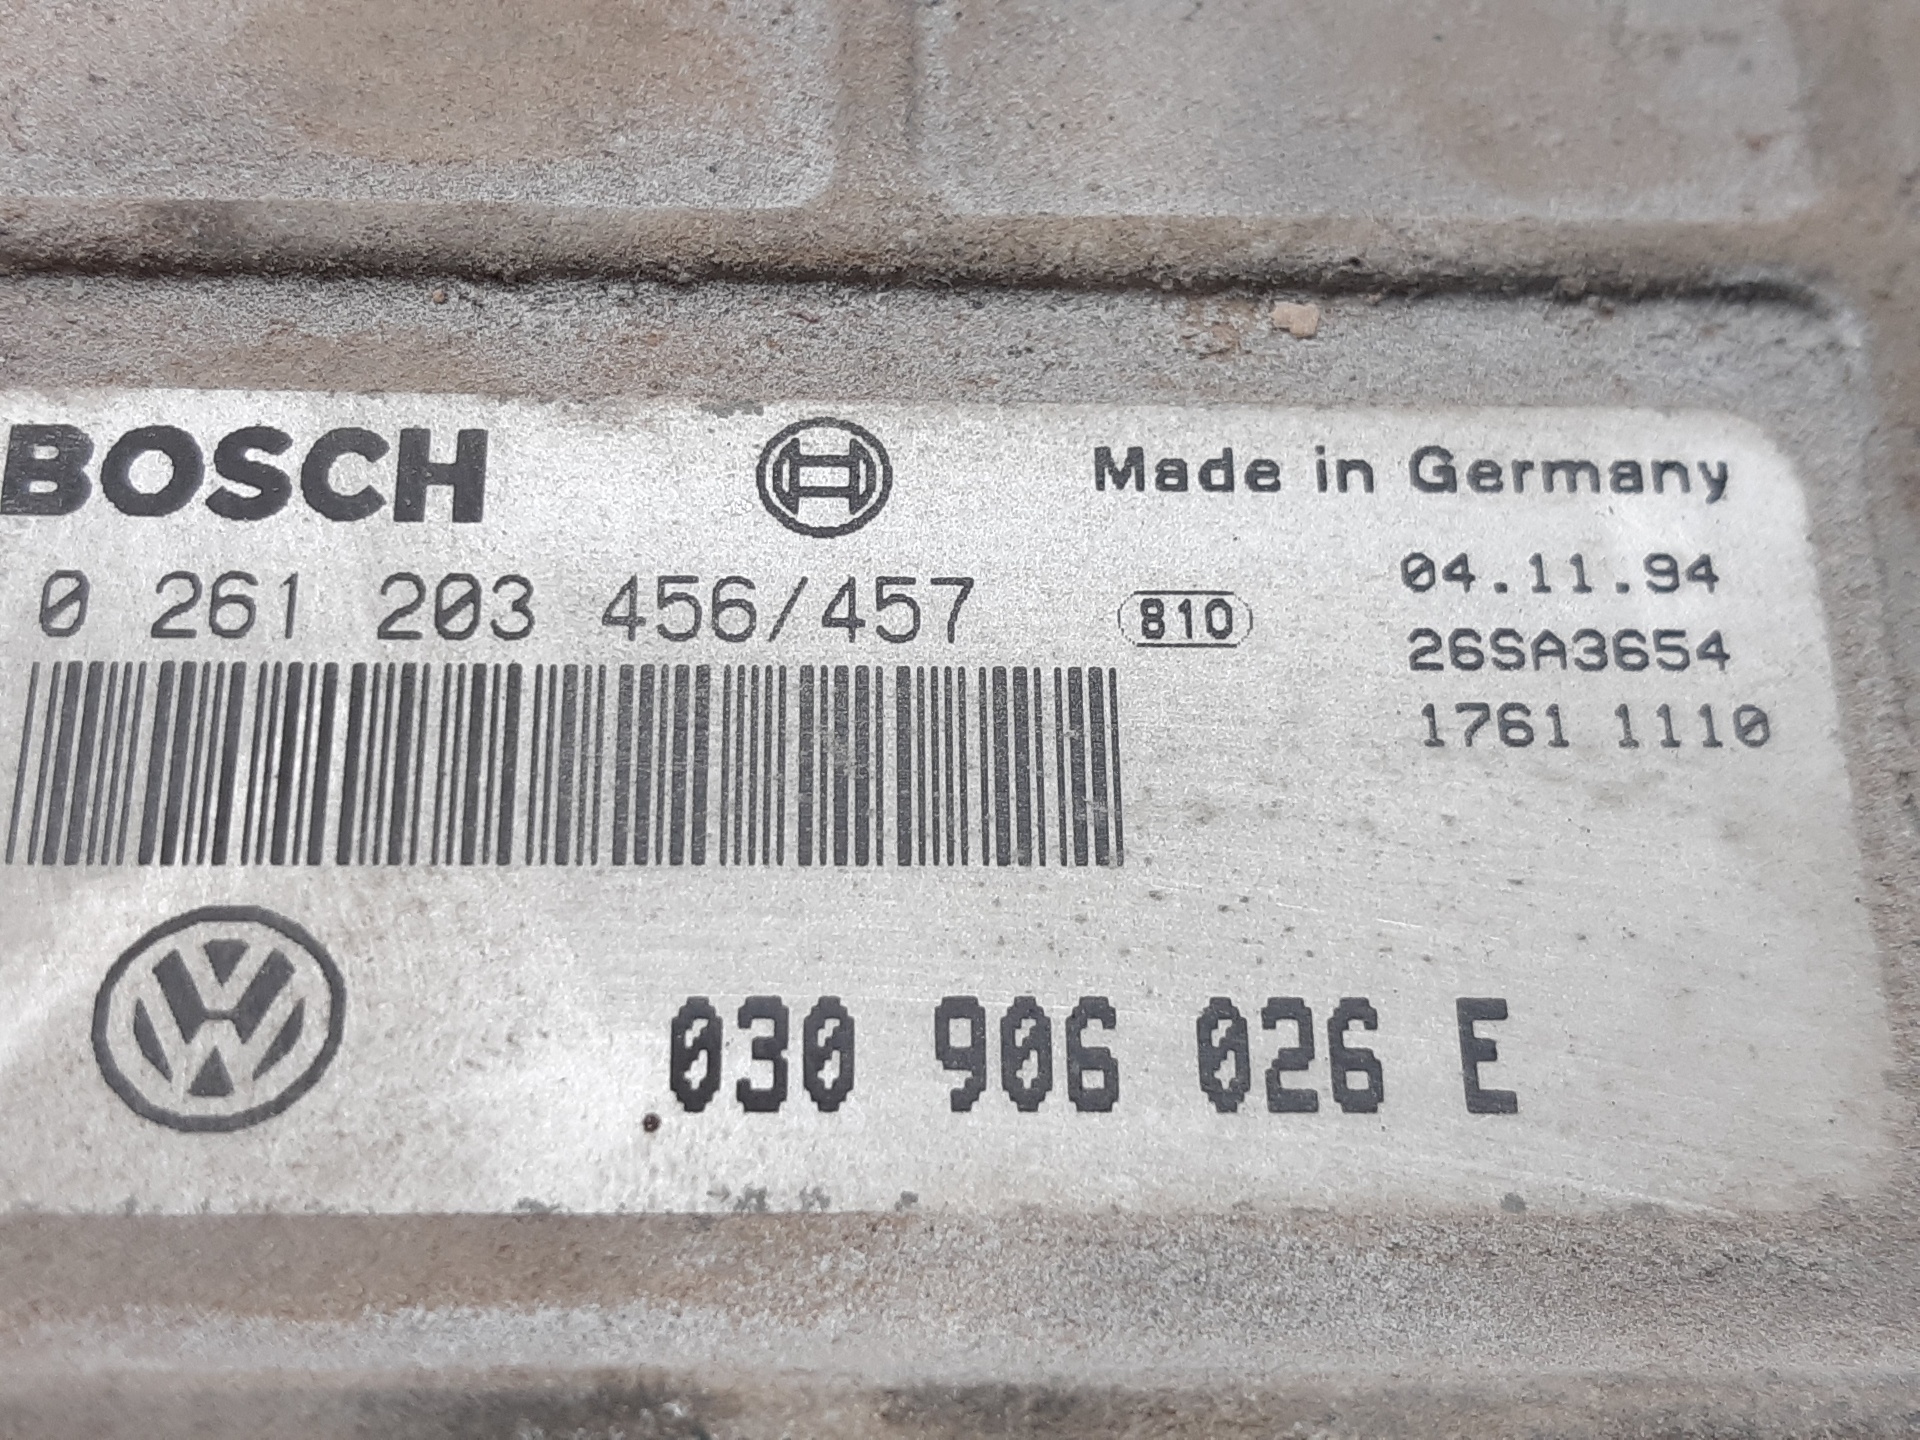 BOSCH
Made in Germany
0 261 203 456/457
810
04.11.94
26SA3654
1761 1110
030 906 026 E